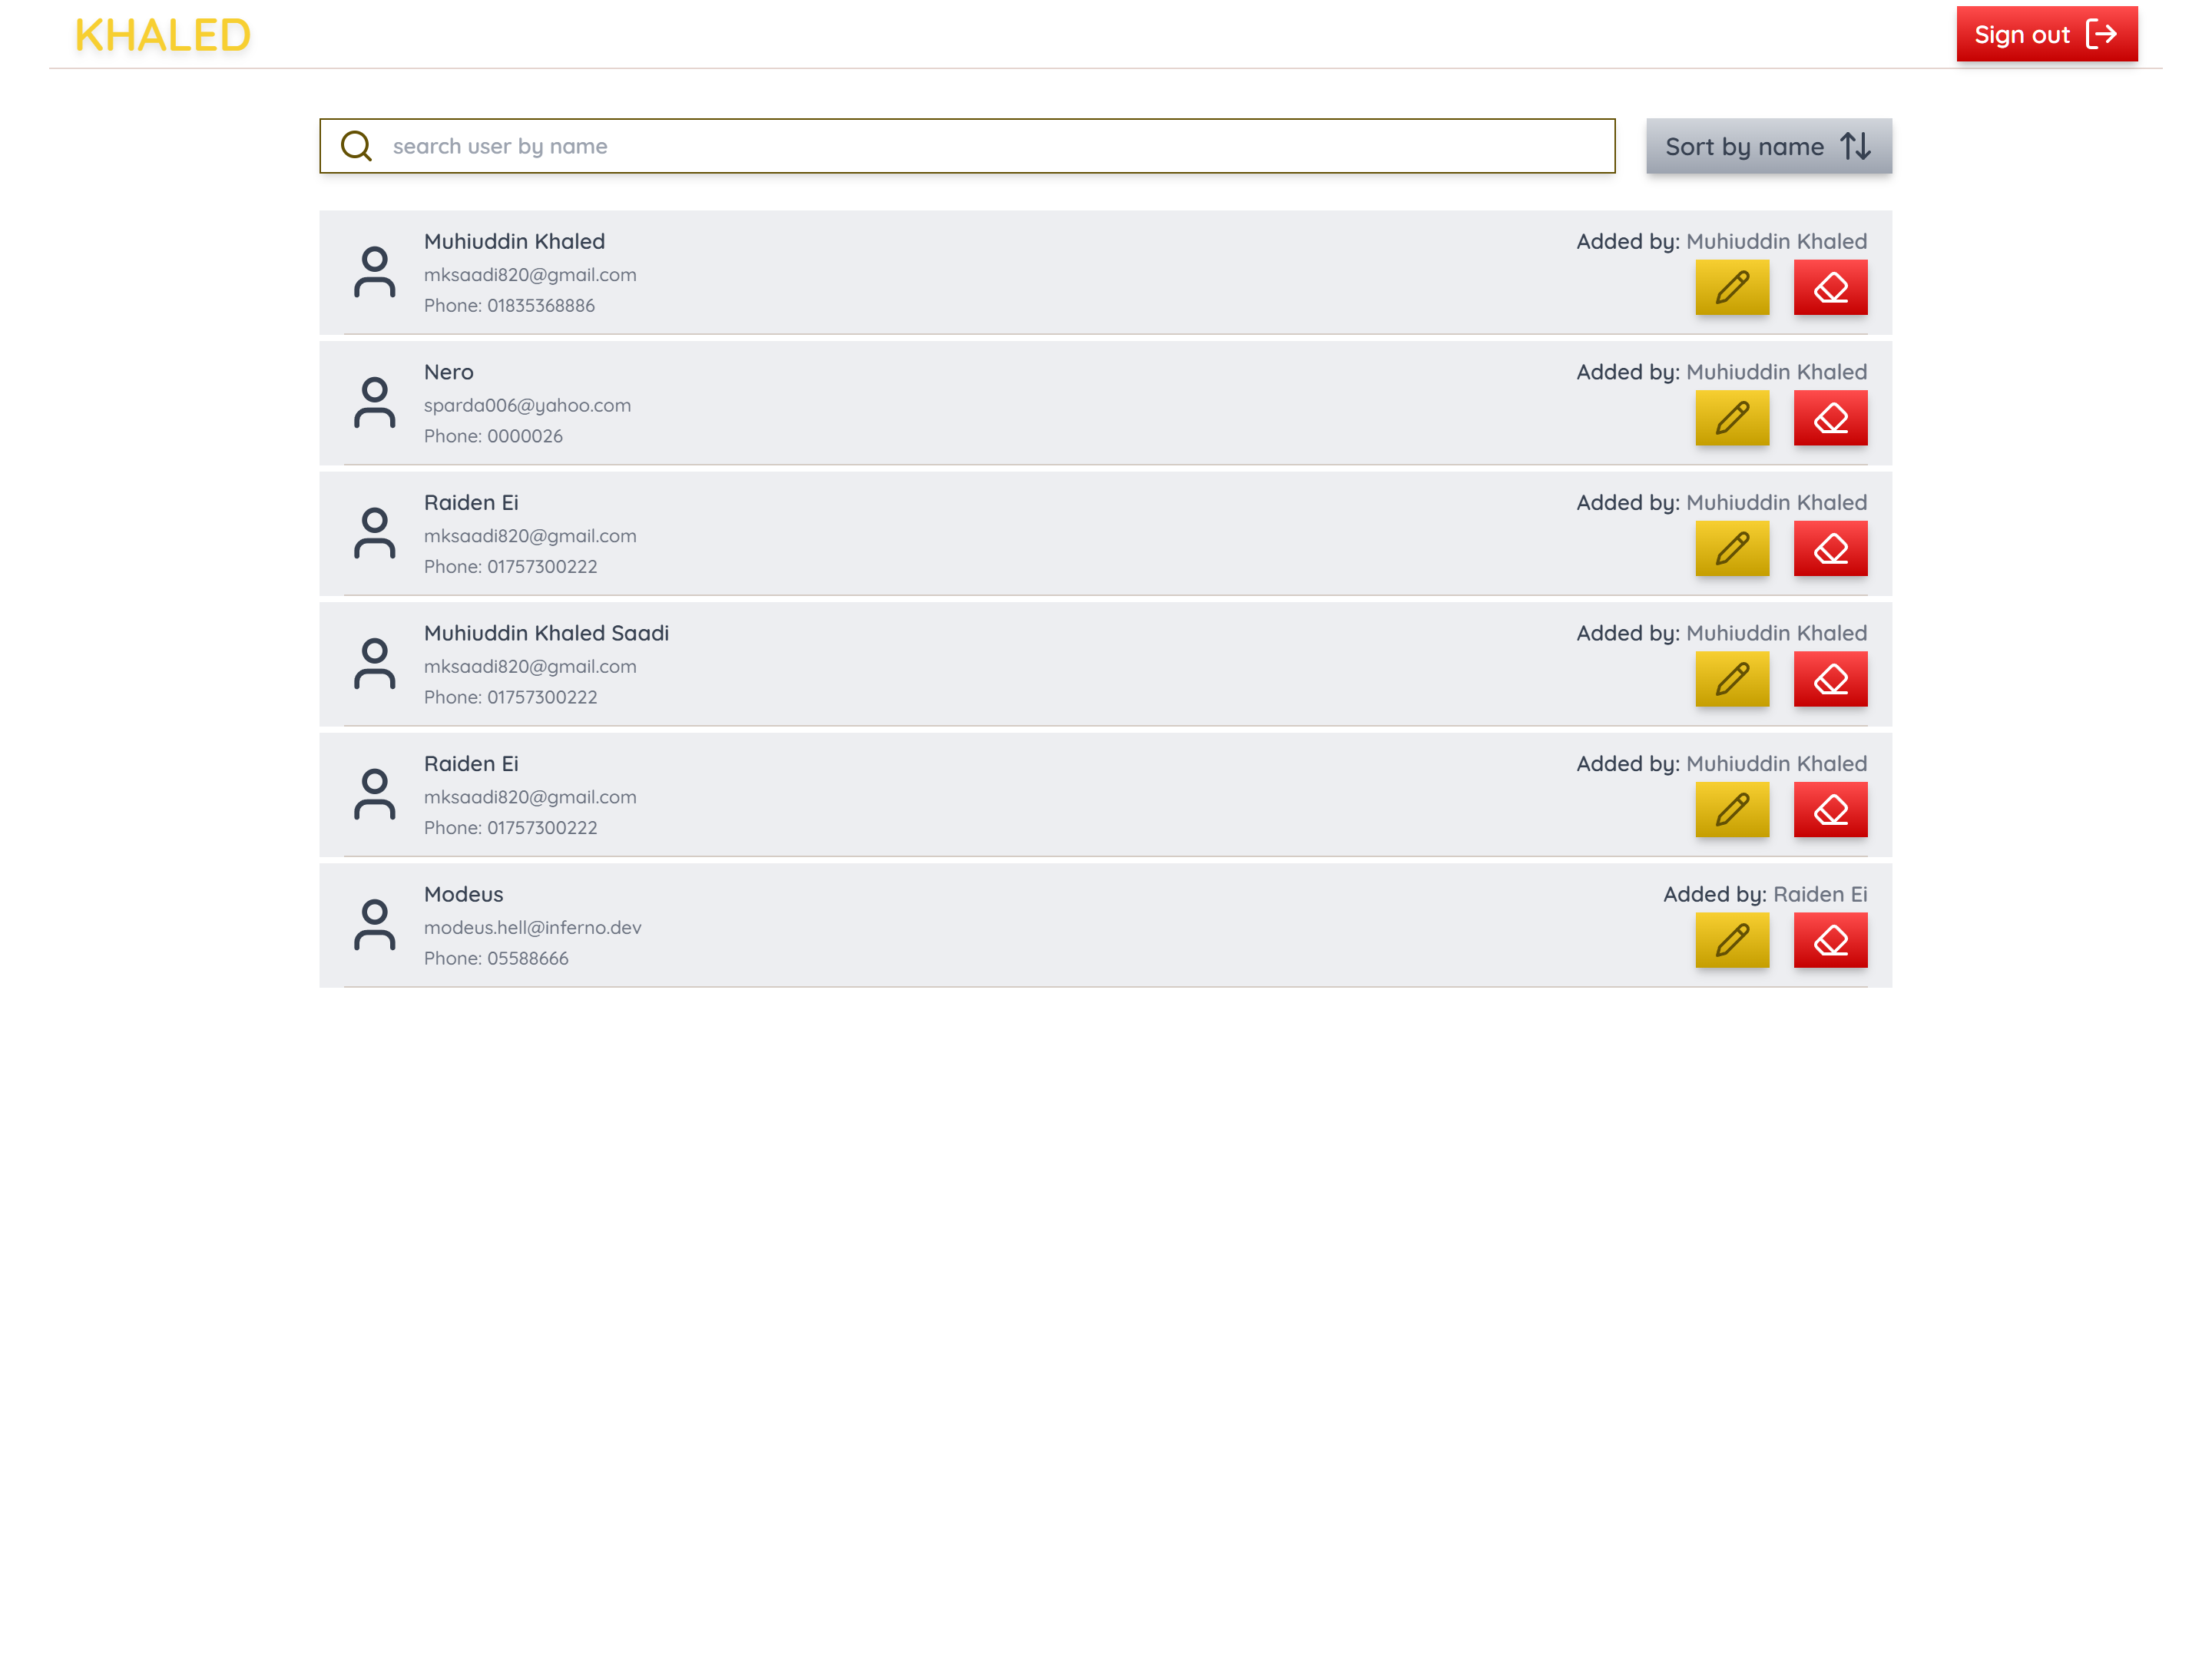 KHALED
Sign out
search user by name
Sort by name
Muhiuddin Khaled
Added by: Muhiuddin Khaled
mksaadi820@gmail.com
Phone: 01835368886
Nero
Added by: Muhiuddin Khaled
sparda006@yahoo.com
Phone: 0000026
Raiden Ei
Added by: Muhiuddin Khaled
mksaadi820@gmail.com
Phone: 01757300222
Muhiuddin Khaled Saadi
Added by: Muhiuddin Khaled
mksaadi820@gmail.com
Phone: 01757300222
Raiden Ei
Added by: Muhiuddin Khaled
mksaadi820@gmail.com
Phone: 01757300222
Modeus
Added by: Raiden Ei
modeus.hell@inferno.dev
Phone: 05588666